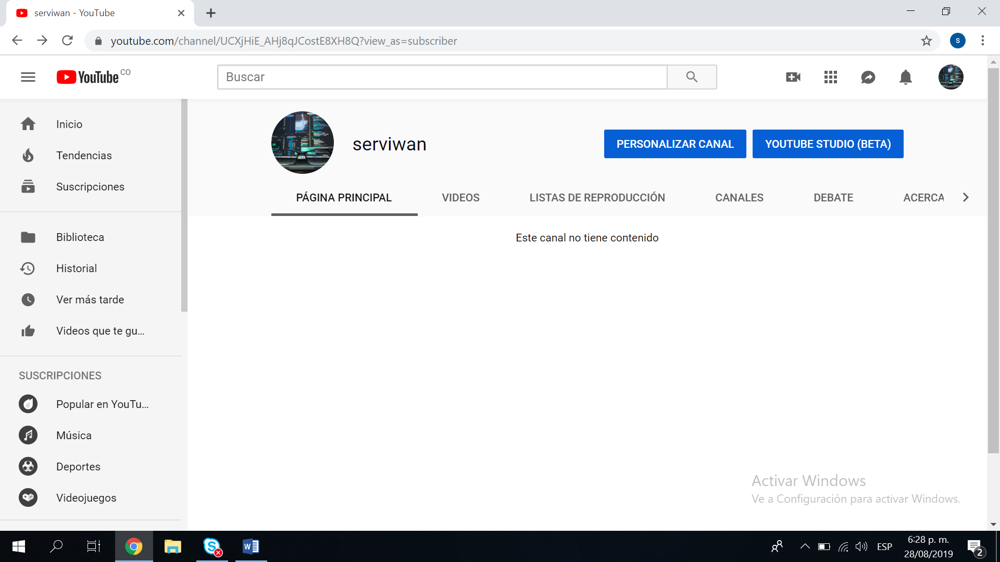 serviwan - YouTube
youtube.com/channel/UCXjHiE_AHj8qJCostE8XH8Q?view_as=subscriber
s
YouTube CO
Buscar
Inicio
Tendencias
Suscripciones
Biblioteca
Historial
Ver más tarde
Videos que te gu...
SUSCRIPCIONES
Popular en YouTu...
Música
Deportes
Videojuegos
serviwan
PERSONALIZAR CANAL
YOUTUBE STUDIO (BETA)
PÁGINA PRINCIPAL VIDEOS LISTAS DE REPRODUCCIÓN CANALES DEBATE ACERCA
Este canal no tiene contenido
Activar Windows
Ve a Configuración para activar Windows.
ESP
6:28 p. m.
28/08/2019
2